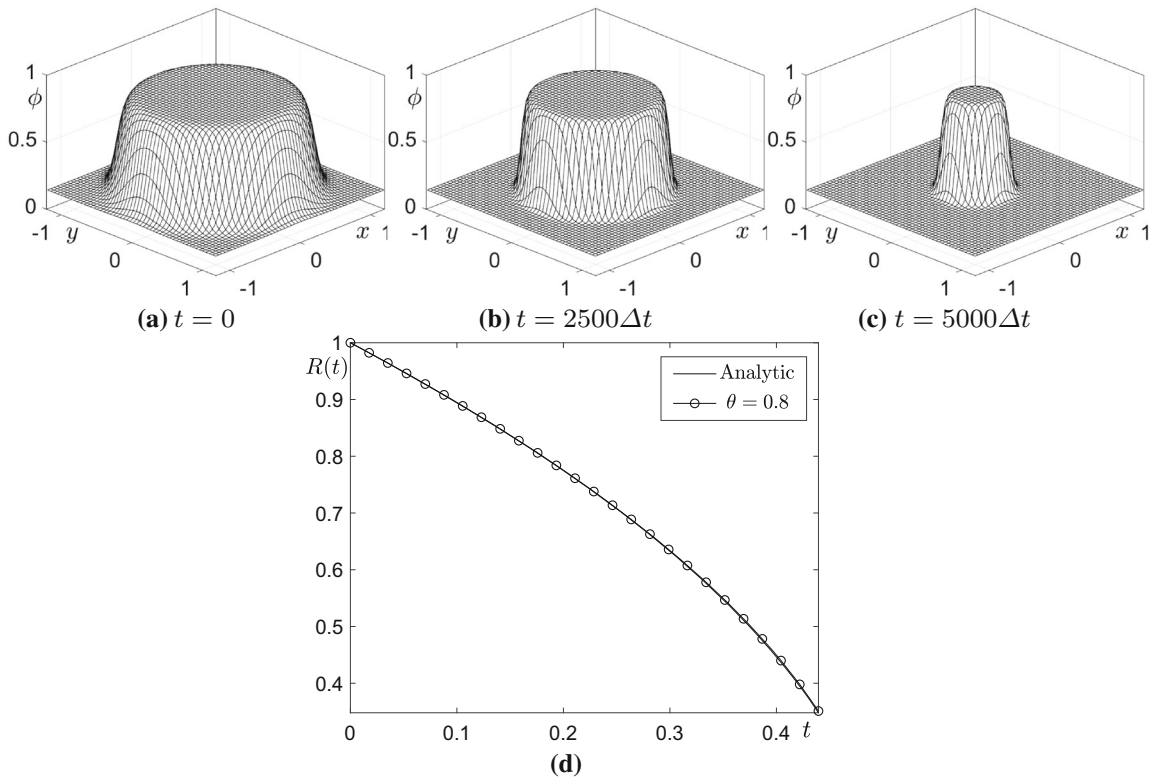 1
ϕ
0.5
0
-1
y
0
1
-1
0
x
1
(a) t = 0
1
ϕ
0.5
0
-1
y
0
1
-1
0
x
1
(b) t = 2500Δt
1
ϕ
0.5
0
-1
y
0
1
-1
0
x
1
(c) t = 5000Δt
1
R(t)
0.9
0.8
0.7
0.6
0.5
0.4
Analytic
θ = 0.8
0 0.1 0.2 0.3 0.4 t
(d)